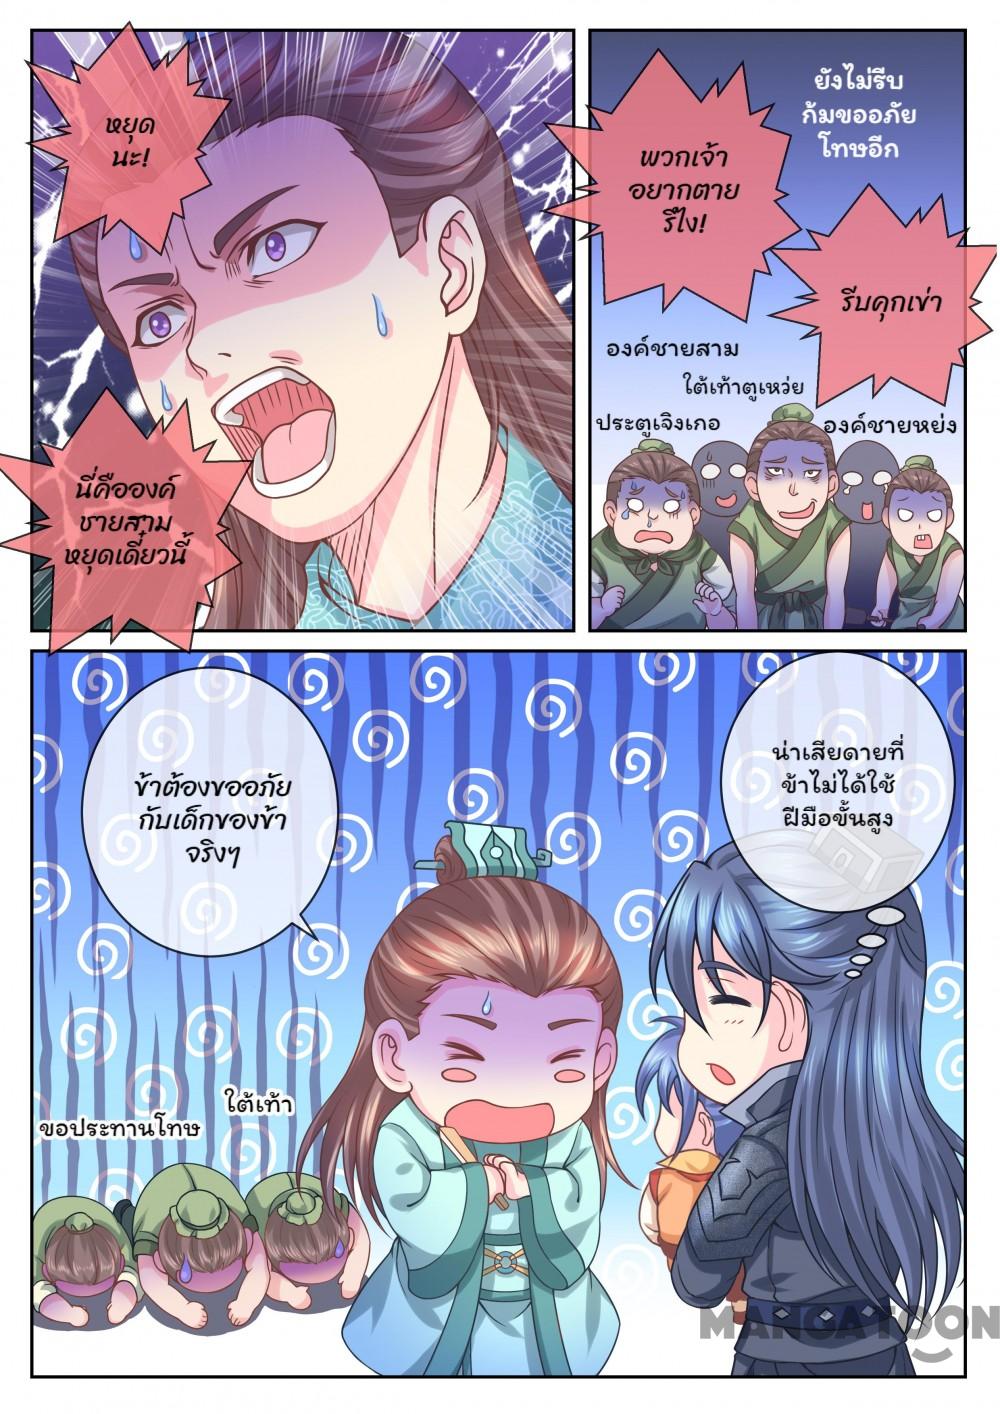 หยุด
นะ!
นี่คือองค์
ชายสาม
หยุดเดี๋ยวนี้
ยังไม่รีบ
ก้มขออภัย
โทษอีก
พวกเจ้า
อยากตาย
รึไง!
รีบคุกเข่า
องค์ชายสาม
ใต้เท้าตูเหว่ย
ประตูเจิงเกอ
องค์ชายหย่ง
ข้าต้องขออภัย
กับเด็กของข้า
จริงๆ
น่าเสียดายที่
ข้าไม่ได้ใช้
ฝีมือขั้นสูง
ใต้เท้า
ขอประทานโทษ
MANGATOON